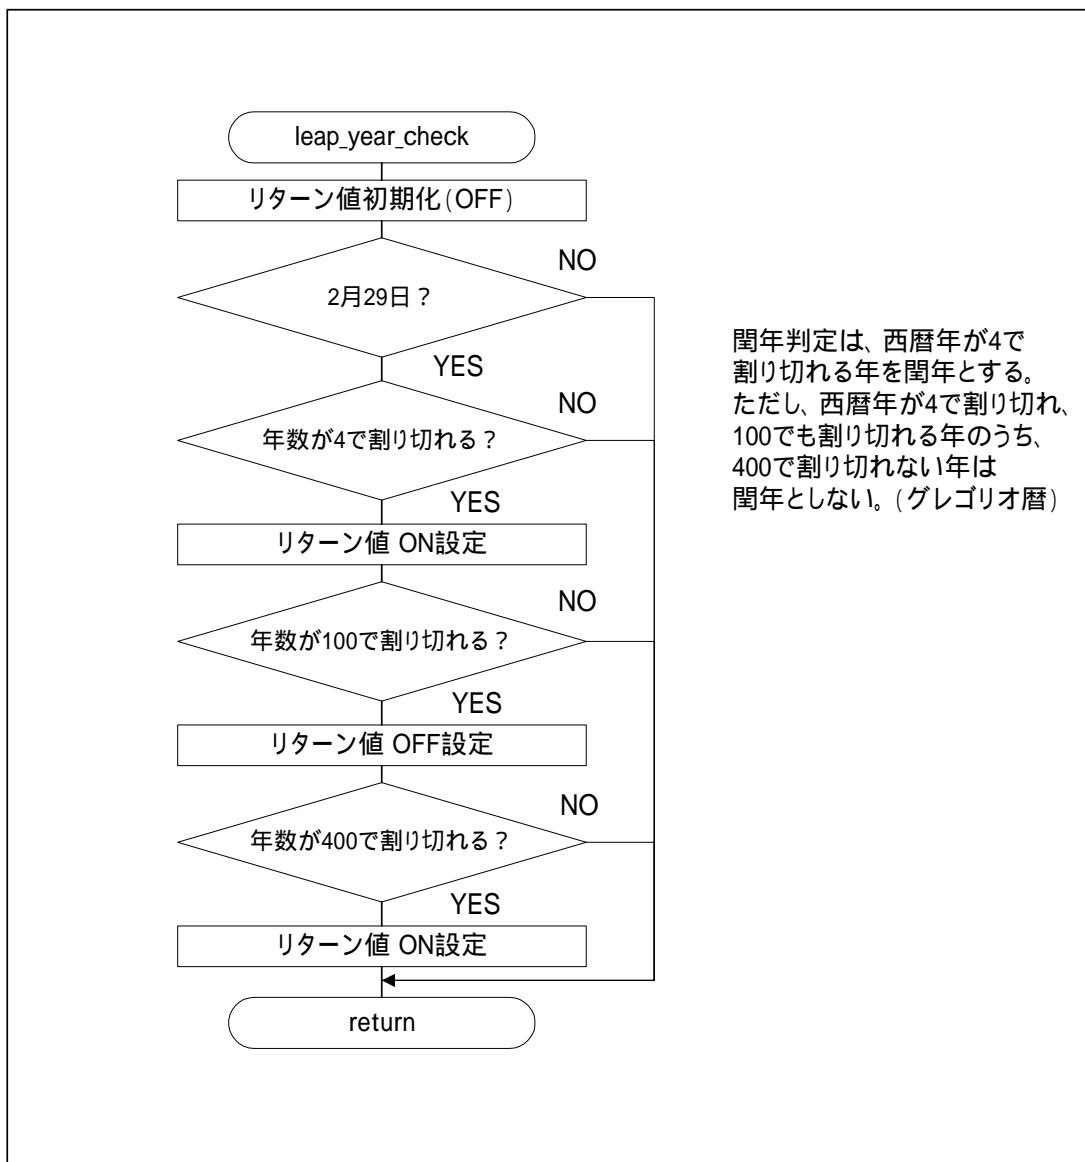 leap_year_check
リターン値初期化(OFF)
NO
2月29日？
YES
NO
年数が4で割り切れる？
YES
リターン値 ON設定
NO
年数が100で割り切れる？
YES
リターン値 OFF設定
NO
年数が400で割り切れる？
YES
リターン値 ON設定
return
閏年判定は、西暦年が4で
割り切れる年を閏年とする。
ただし、西暦年が4で割り切れ、
100でも割り切れる年のうち、
400で割り切れない年は
閏年としない。(グレゴリオ暦)